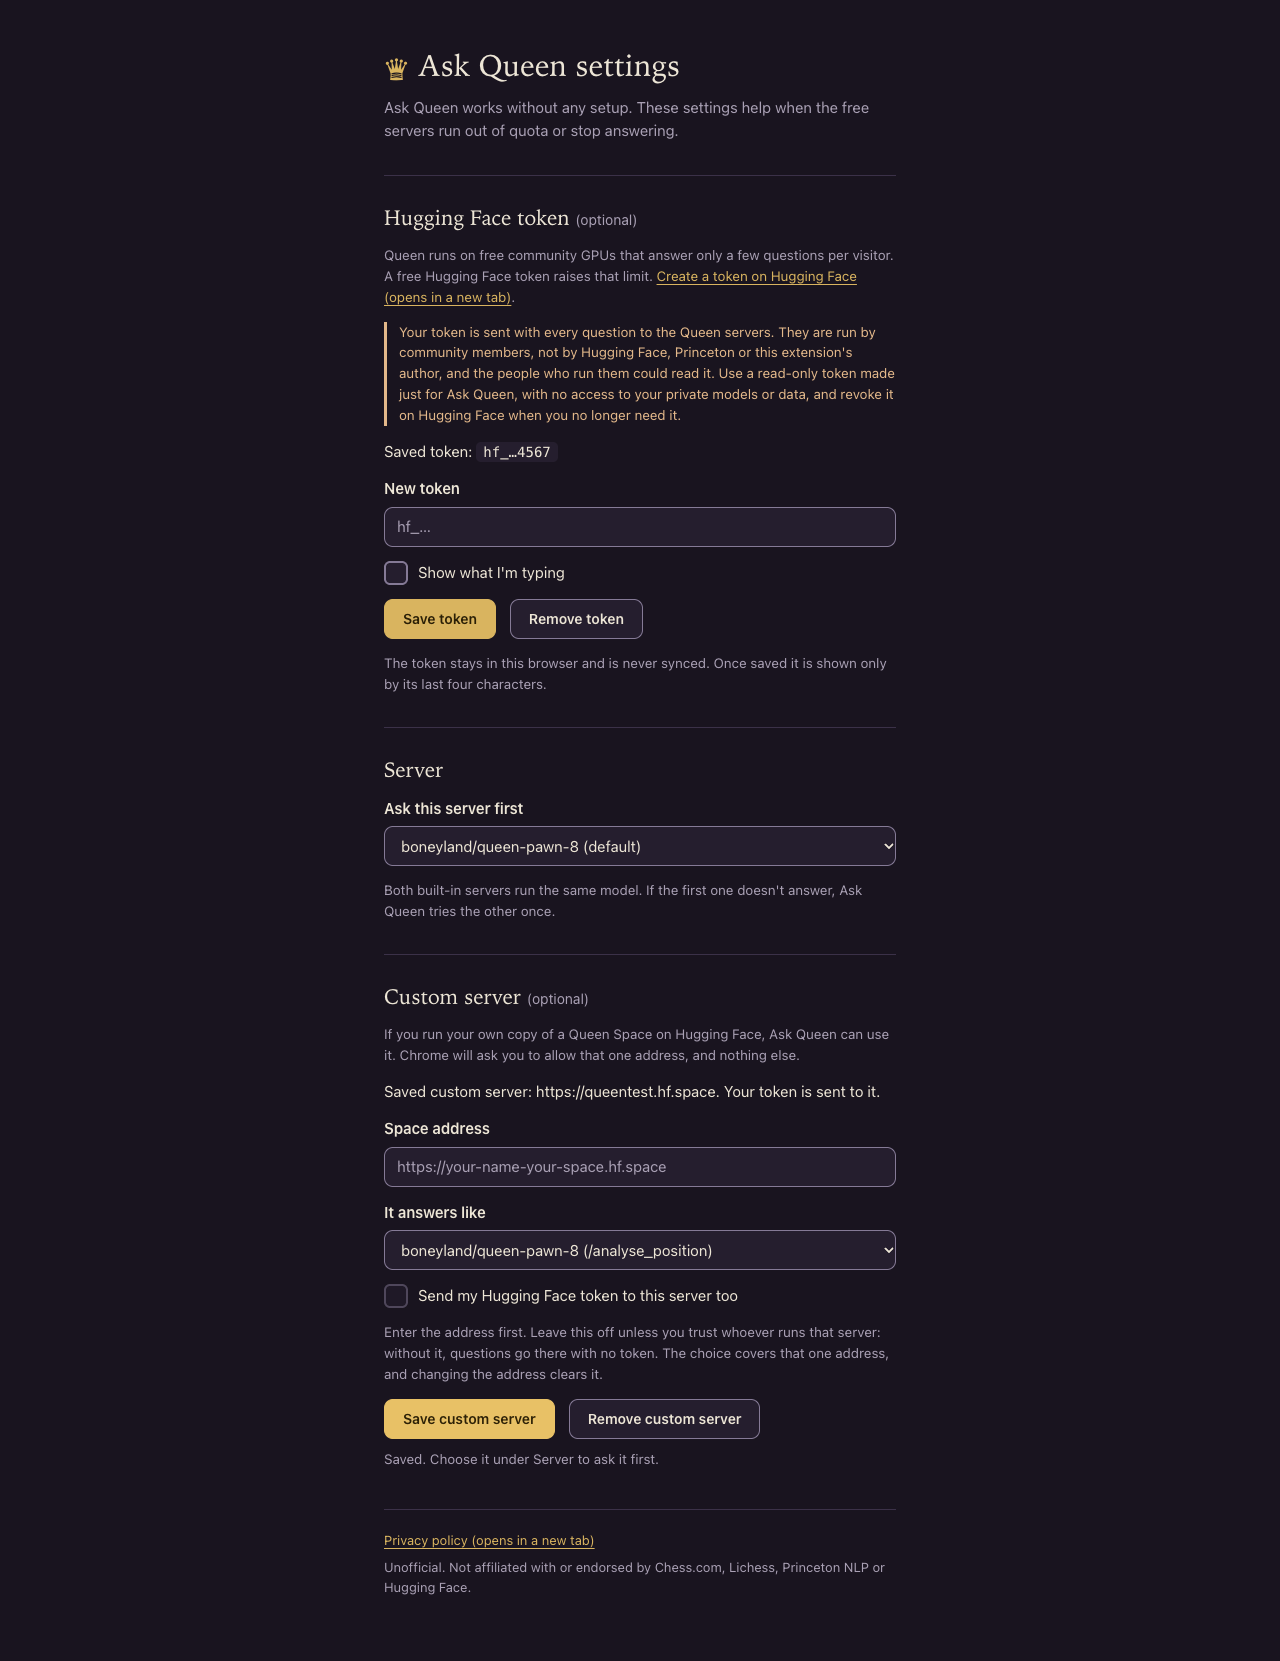 Ask Queen settings
Ask Queen works without any setup. These settings help when the free
servers run out of quota or stop answering.
Hugging Face token (optional)
Queen runs on free community GPUs that answer only a few questions per visitor.
A free Hugging Face token raises that limit. Create a token on Hugging Face
(opens in a new tab).
Your token is sent with every question to the Queen servers. They are run by
community members, not by Hugging Face, Princeton or this extension's
author, and the people who run them could read it. Use a read-only token made
just for Ask Queen, with no access to your private models or data, and revoke it
on Hugging Face when you no longer need it.
Saved token: hf_…4567
New token
hf_...
Show what I'm typing
Save token Remove token
The token stays in this browser and is never synced. Once saved it is shown only
by its last four characters.
Server
Ask this server first
boneyland/queen-pawn-8 (default)
Both built-in servers run the same model. If the first one doesn't answer, Ask
Queen tries the other once.
Custom server (optional)
If you run your own copy of a Queen Space on Hugging Face, Ask Queen can use
it. Chrome will ask you to allow that one address, and nothing else.
Saved custom server: https://queentest.hf.space. Your token is sent to it.
Space address
https://your-name-your-space.hf.space
It answers like
boneyland/queen-pawn-8 (/analyse_position)
Send my Hugging Face token to this server too
Enter the address first. Leave this off unless you trust whoever runs that server:
without it, questions go there with no token. The choice covers that one address,
and changing the address clears it.
Save custom server Remove custom server
Saved. Choose it under Server to ask it first.
Privacy policy (opens in a new tab)
Unofficial. Not affiliated with or endorsed by Chess.com, Lichess, Princeton NLP or
Hugging Face.